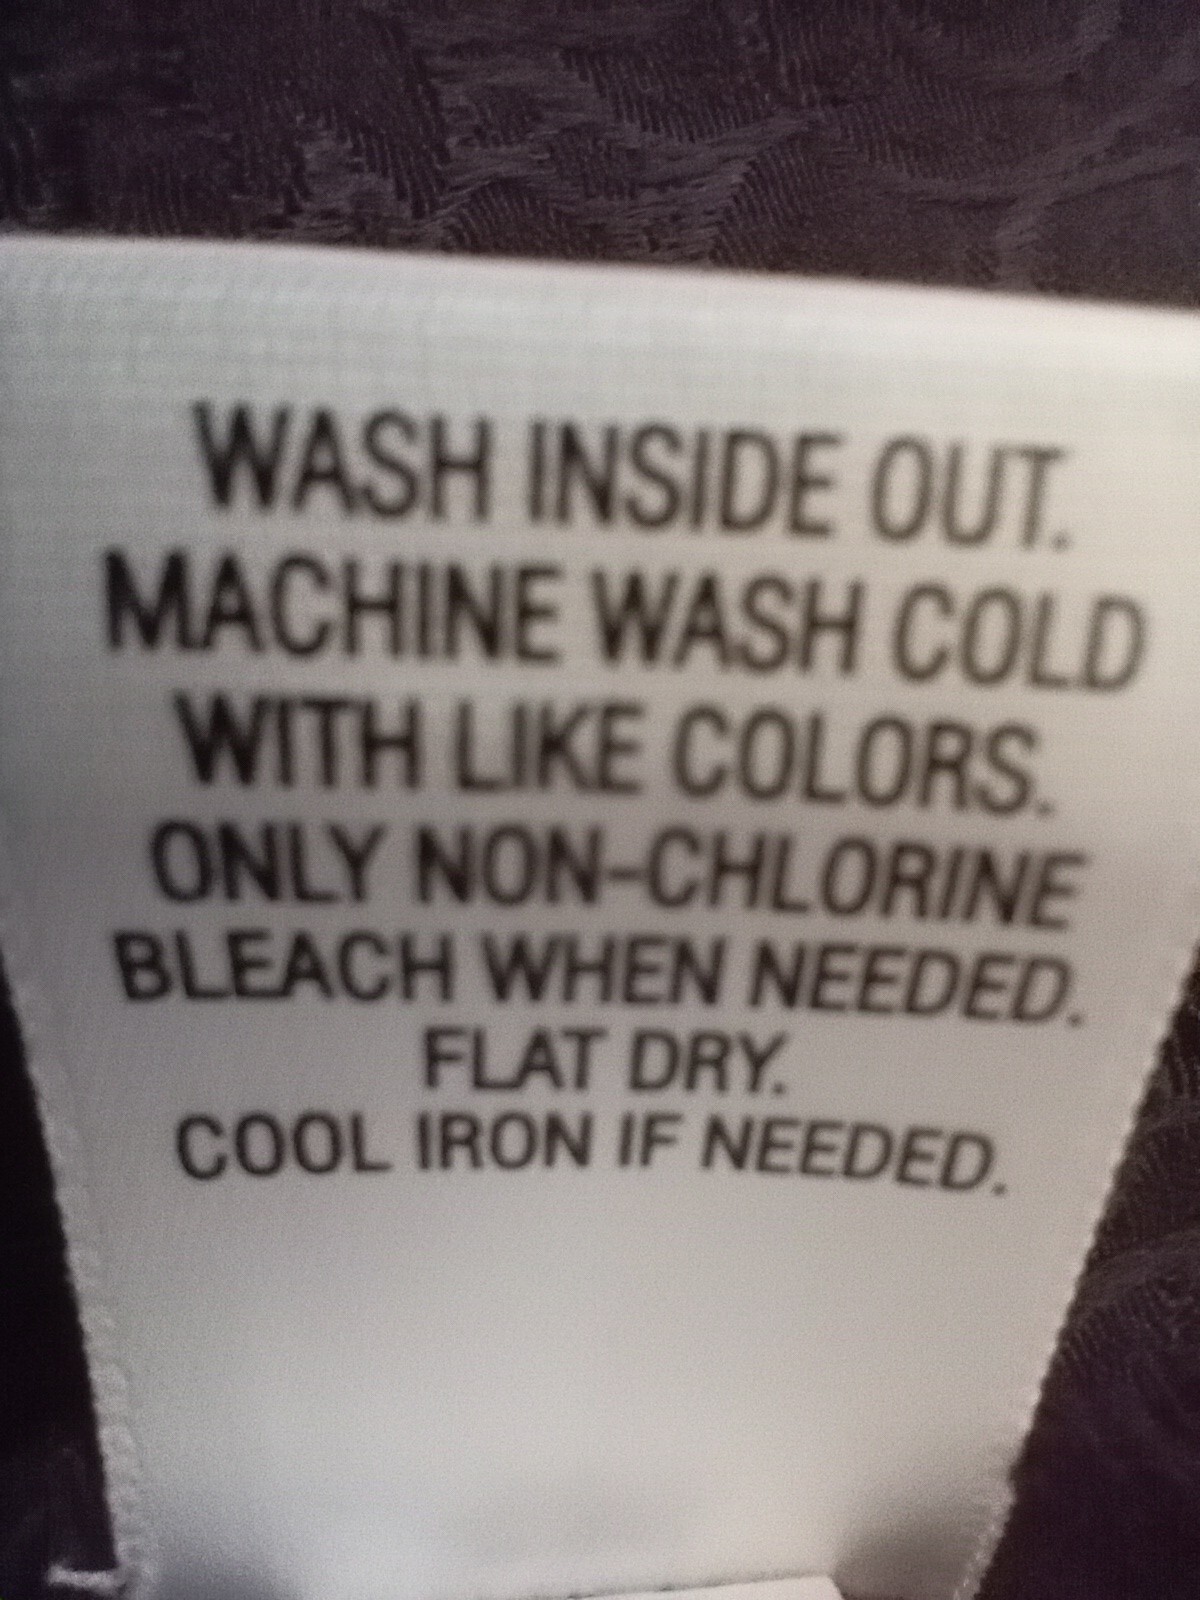 WASH INSIDE OUT.
MACHINE WASH COLD
WITH LIKE COLORS.
ONLY NON-CHLORINE
BLEACH WHEN NEEDED.
FLAT DRY.
COOL IRON IF NEEDED.